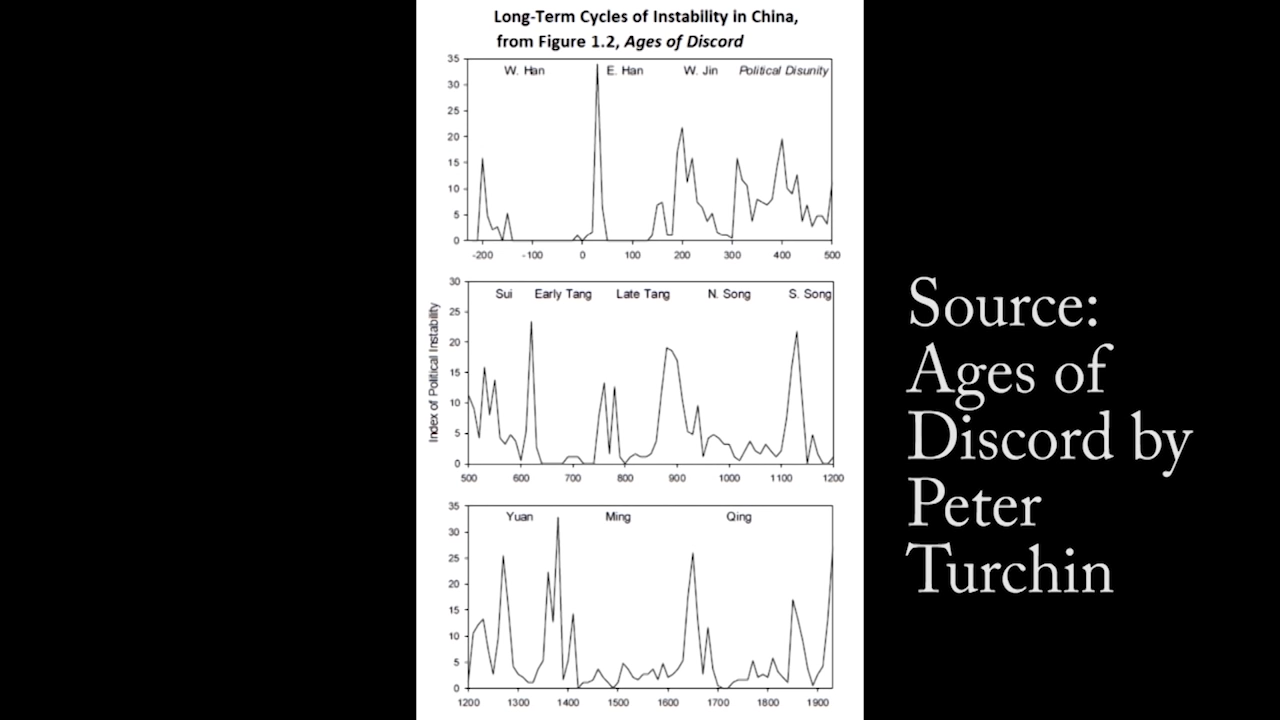 Long-Term Cycles of Instability in China,
from Figure 1.2, Ages of Discord
35
30
25
20
15
10
5
0
W. Han E. Han W. Jin Political Disunity
-200 -100 0 100 200 300 400 500
Index of Political Instability
30
25
20
15
10
5
0
Sui Early Tang Late Tang N. Song S. Song
500 600 700 800 900 1000 1100 1200
35
30
25
20
15
10
5
0
Yuan Ming Qing
1200 1300 1400 1500 1600 1700 1800 1900
Source:
Ages of
Discord by
Peter
Turchin